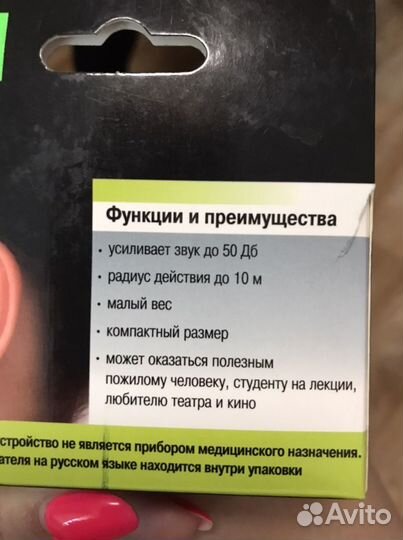 Функции и преимущества
• усиливает звук до 50 Дб
• радиус действия до 10 м
• малый вес
• компактный размер
• может оказаться полезным
пожилому человеку, студенту на лекции,
любителю театра и кино
стройство не является прибором медицинского назначения.
ателя на русском языке находится внутри упаковки
Avito